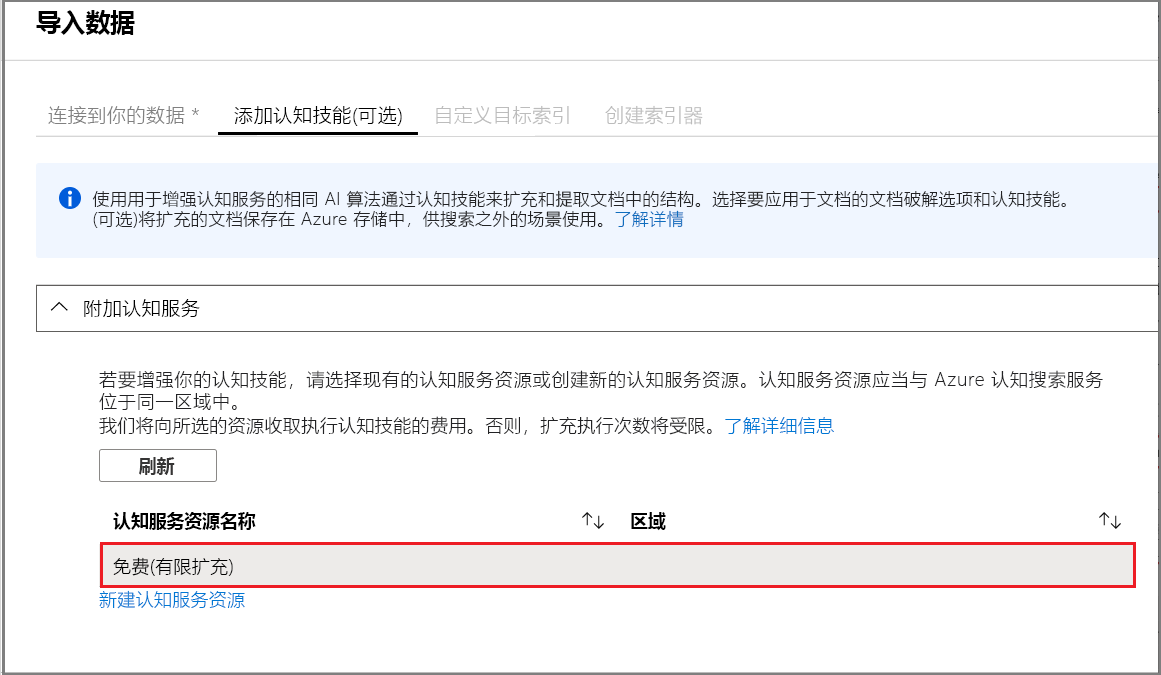 导入数据
连接到你的数据 * 添加认知技能(可选) 自定义目标索引 创建索引器
使用用于增强认知服务的相同 AI 算法通过认知技能来扩充和提取文档中的结构。选择要应用于文档的文档破解选项和认知技能。
(可选)将扩充的文档保存在 Azure 存储中，供搜索之外的场景使用。了解详情
附加认知服务
若要增强你的认知技能，请选择现有的认知服务资源或创建新的认知服务资源。认知服务资源应当与 Azure 认知搜索服务
位于同一区域中。
我们将向所选的资源收取执行认知技能的费用。否则，扩充执行次数将受限。了解详细信息
刷新
认知服务资源名称 ↑↓ 区域 ↑↓
免费(有限扩充)
新建认知服务资源